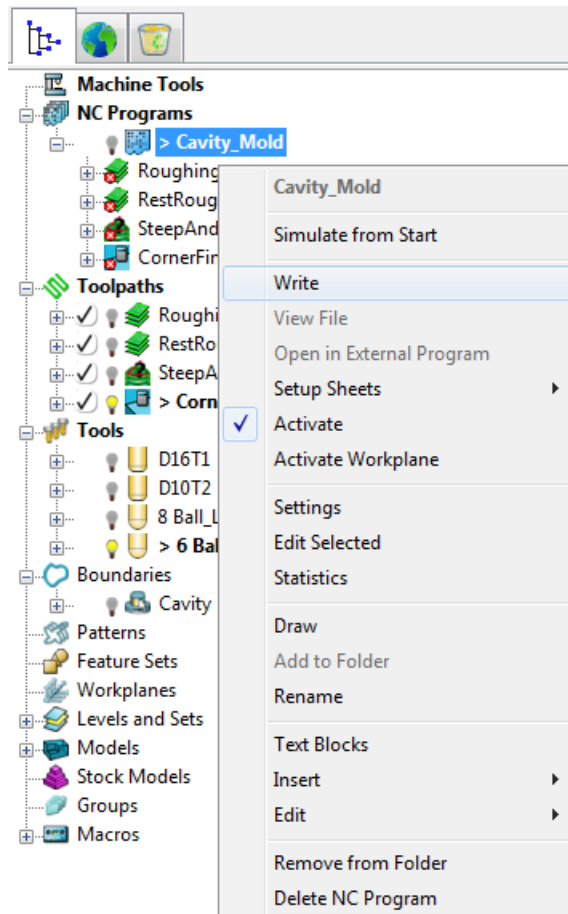 Machine Tools
NC Programs
> Cavity_Mold
Roughing
RestRoug
SteepAnd
CornerFir
Toolpaths
Roughi
RestRo
SteepA
> Corn
Tools
D16T1
D10T2
8 Ball_L
> 6 Bal
Boundaries
Cavity
Patterns
Feature Sets
Workplanes
Levels and Sets
Models
Stock Models
Groups
Macros
Cavity_Mold
Simulate from Start
Write
View File
Open in External Program
Setup Sheets
Activate
Activate Workplane
Settings
Edit Selected
Statistics
Draw
Add to Folder
Rename
Text Blocks
Insert
Edit
Remove from Folder
Delete NC Program